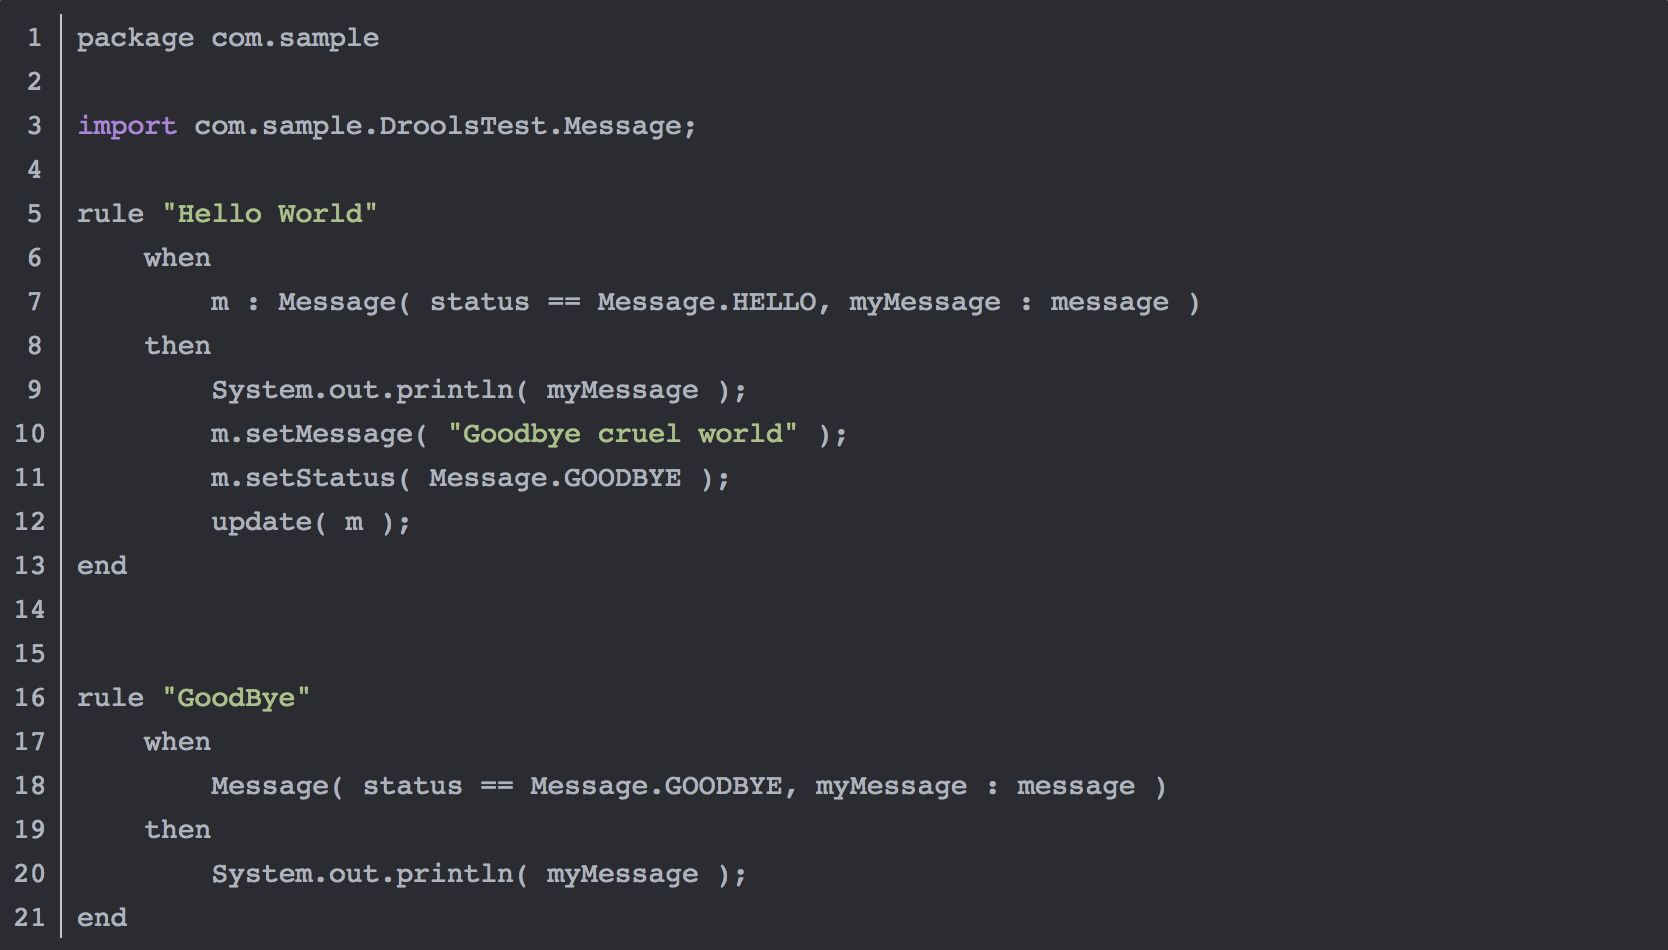 1 package com.sample
2
3 import com.sample.DroolsTest.Message;
4
5 rule "Hello World"
6     when
7         m : Message( status == Message.HELLO, myMessage : message )
8     then
9         System.out.println( myMessage );
10         m.setMessage( "Goodbye cruel world" );
11         m.setStatus( Message.GOODBYE );
12         update( m );
13 end
14
15
16 rule "GoodBye"
17     when
18         Message( status == Message.GOODBYE, myMessage : message )
19     then
20         System.out.println( myMessage );
21 end